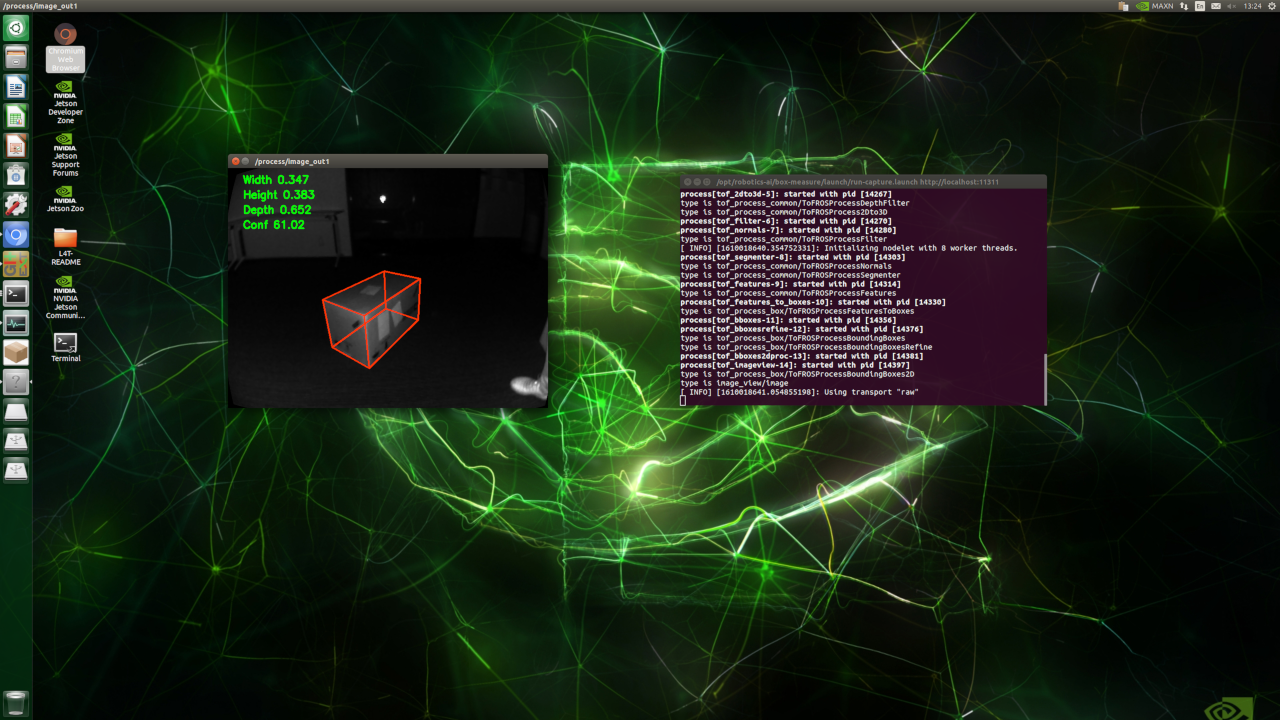 /process/image_out1
MAXN
En
13:24
Chromium
Web
Browser
NVIDIA
Jetson
Developer
Zone
NVIDIA
Jetson
Support
Forums
NVIDIA
Jetson Zoo
L4T-
README
NVIDIA
Jetson
Communi...
Terminal
/process/image_out1
Width 0.347
Height 0.383
Depth 0.652
Conf 61.02
/opt/robotics-ai/box-measure/launch/run-capture.launch http://localhost:11311
process[tof_2dto3d-5]: started with pid [14267]
type is tof_process_common/ToFROSProcessDepthFilter
type is tof_process_common/ToFROSProcess2Dto3D
process[tof_filter-6]: started with pid [14270]
process[tof_normals-7]: started with pid [14280]
type is tof_process_common/ToFROSProcessFilter
[ INFO] [1610018640.354752331]: Initializing nodelet with 8 worker threads.
process[tof_segmenter-8]: started with pid [14303]
type is tof_process_common/ToFROSProcessNormals
type is tof_process_common/ToFROSProcessSegmenter
process[tof_features-9]: started with pid [14314]
type is tof_process_common/ToFROSProcessFeatures
process[tof_features_to_boxes-10]: started with pid [14330]
type is tof_process_box/ToFROSProcessFeaturesToBoxes
process[tof_bboxes-11]: started with pid [14356]
process[tof_bboxesrefine-12]: started with pid [14376]
type is tof_process_box/ToFROSProcessBoundingBoxes
type is tof_process_box/ToFROSProcessBoundingBoxesRefine
process[tof_bboxes2dproc-13]: started with pid [14381]
process[tof_imageview-14]: started with pid [14397]
type is tof_process_box/ToFROSProcessBoundingBoxes2D
type is image_view/image
[ INFO] [1610018641.054855198]: Using transport "raw"